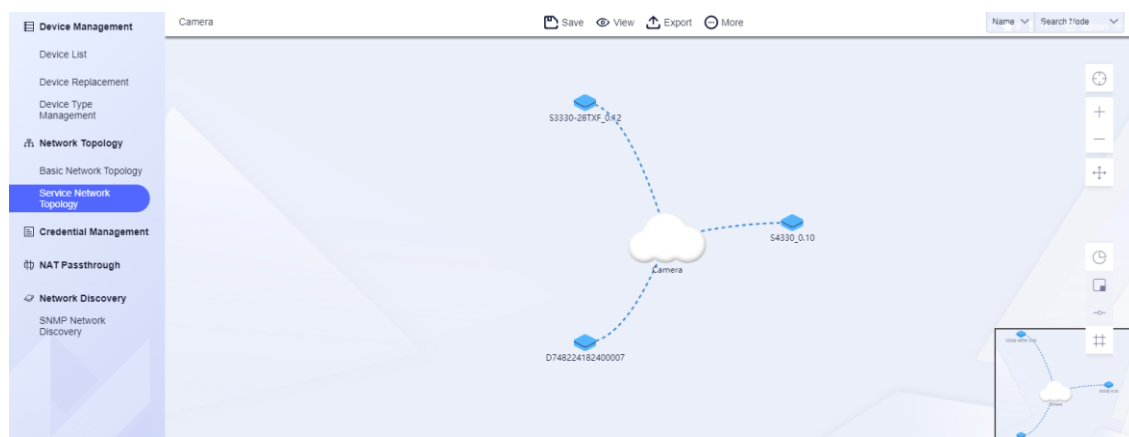 Device Management
Camera
Save
View
Export
More
Name
Search Node
Device List
Device Replacement
Device Type
Management
Network Topology
Basic Network Topology
Service Network
Topology
Credential Management
NAT Passthrough
Network Discovery
SNMP Network
Discovery
S3330-28TXF_0.12
S4330_0.10
Camera
D748224182400007